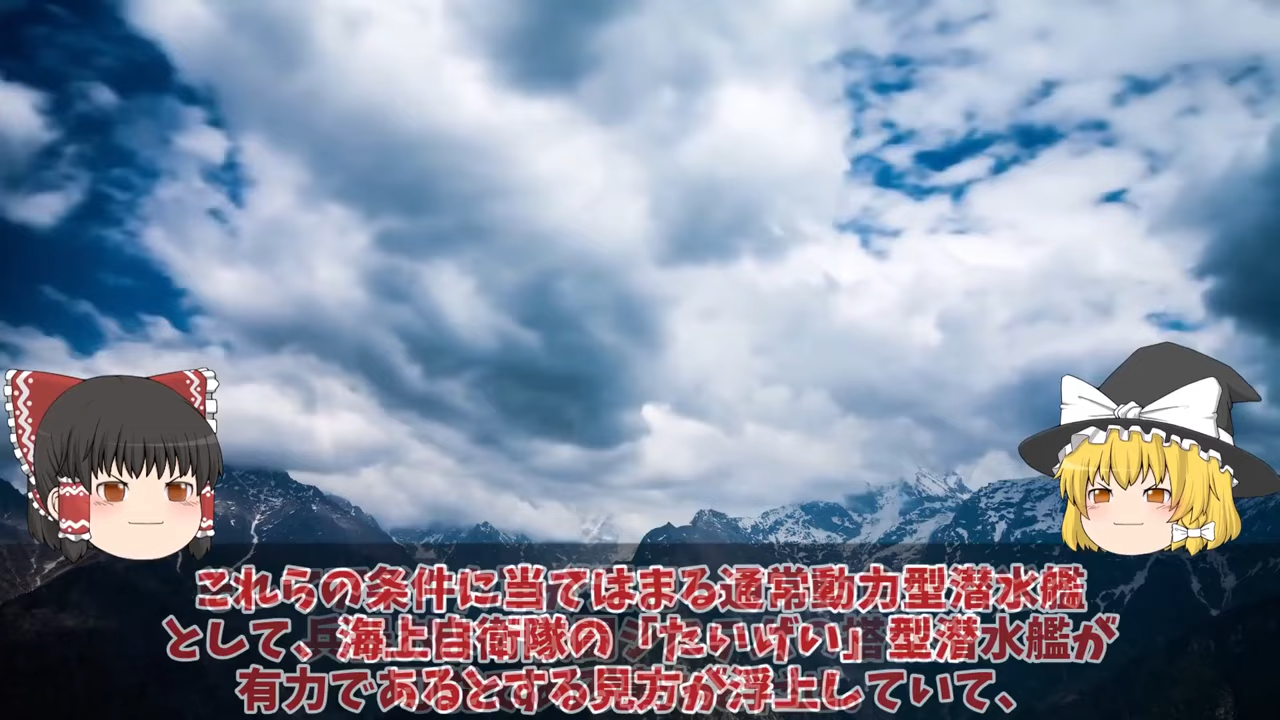 これらの条件に当てはまる通常動力型潜水艦
として、海上自衛隊の「たいげい」型潜水艦が
有力であるとする見方が浮上していて、